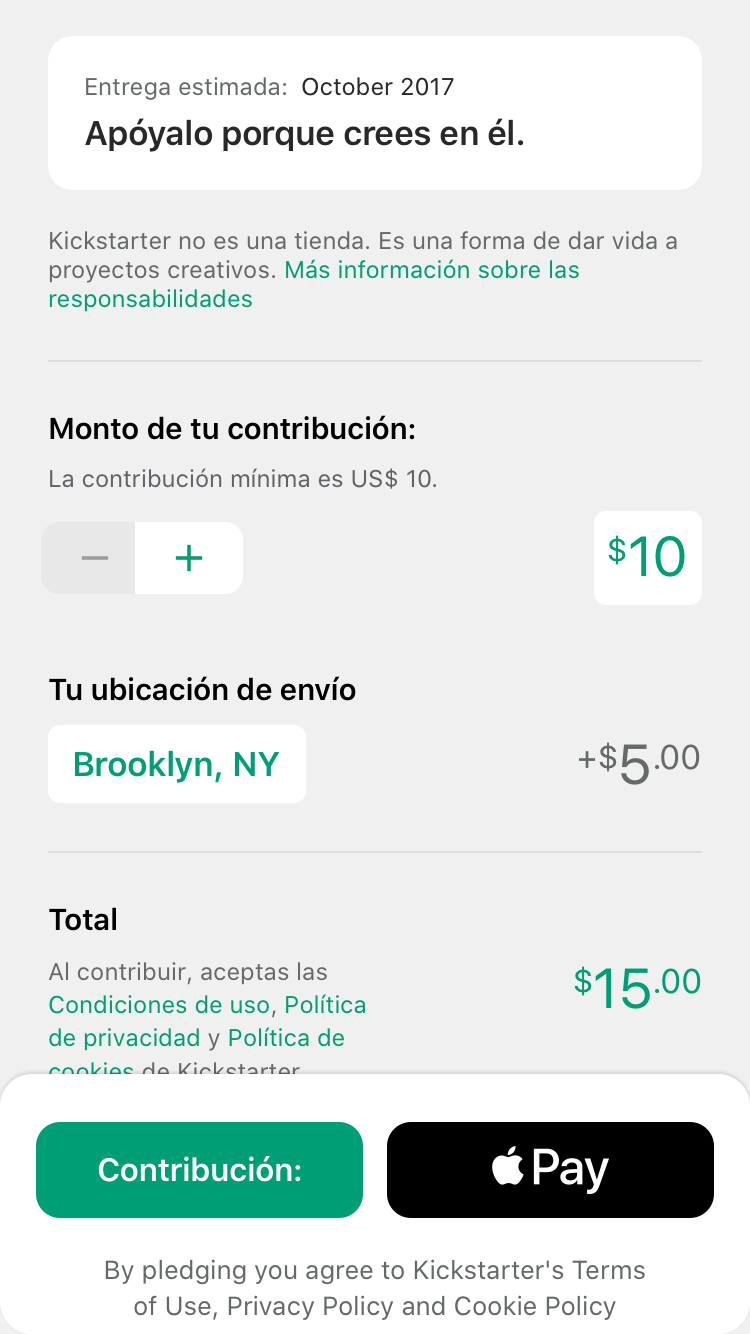 Entrega estimada: October 2017
Apóyalo porque crees en él.
Kickstarter no es una tienda. Es una forma de dar vida a
proyectos creativos. Más información sobre las
responsabilidades
Monto de tu contribución:
La contribución mínima es US$ 10.
− +
$10
Tu ubicación de envío
Brooklyn, NY
+$5.00
Total
Al contribuir, aceptas las
Condiciones de uso, Política
de privacidad y Política de
cookies de Kickstarter
$15.00
Contribución:
Pay
By pledging you agree to Kickstarter's Terms
of Use, Privacy Policy and Cookie Policy